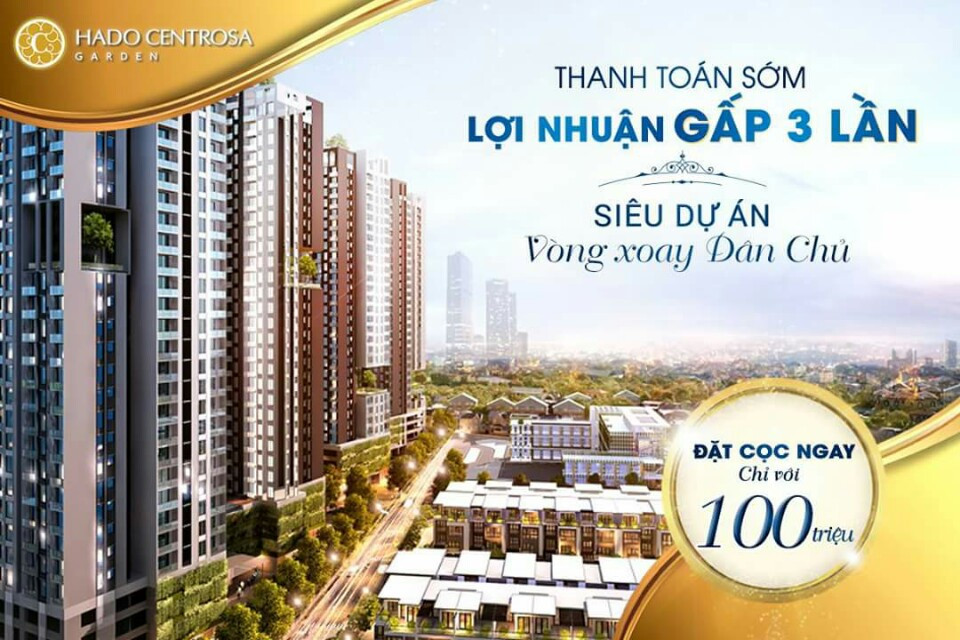 HADO CENTROSA
GARDEN
THANH TOÁN SỚM
LỢI NHUẬN GẤP 3 LẦN
SIÊU DỰ ÁN
Vòng xoay Dân Chủ
ĐẶT CỌC NGAY
Chỉ với
100 triệu